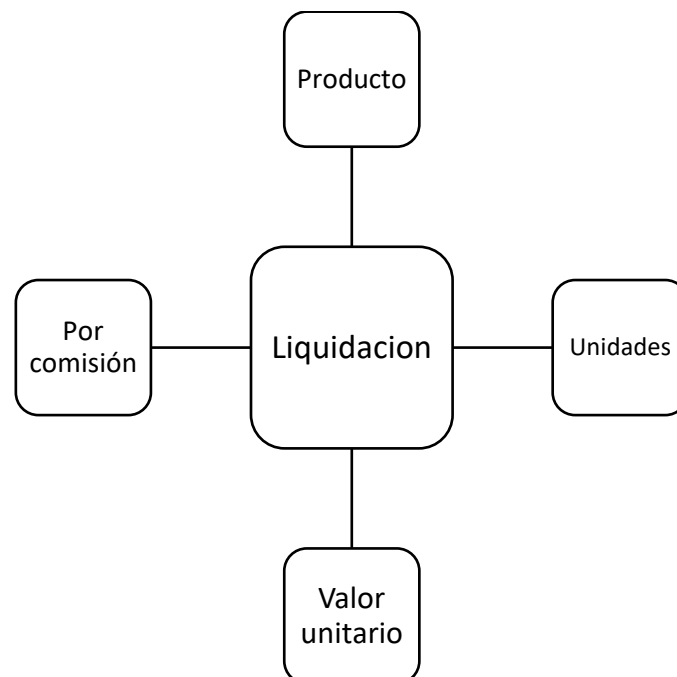 Producto
Por
comisión
Liquidacion
Unidades
Valor
unitario